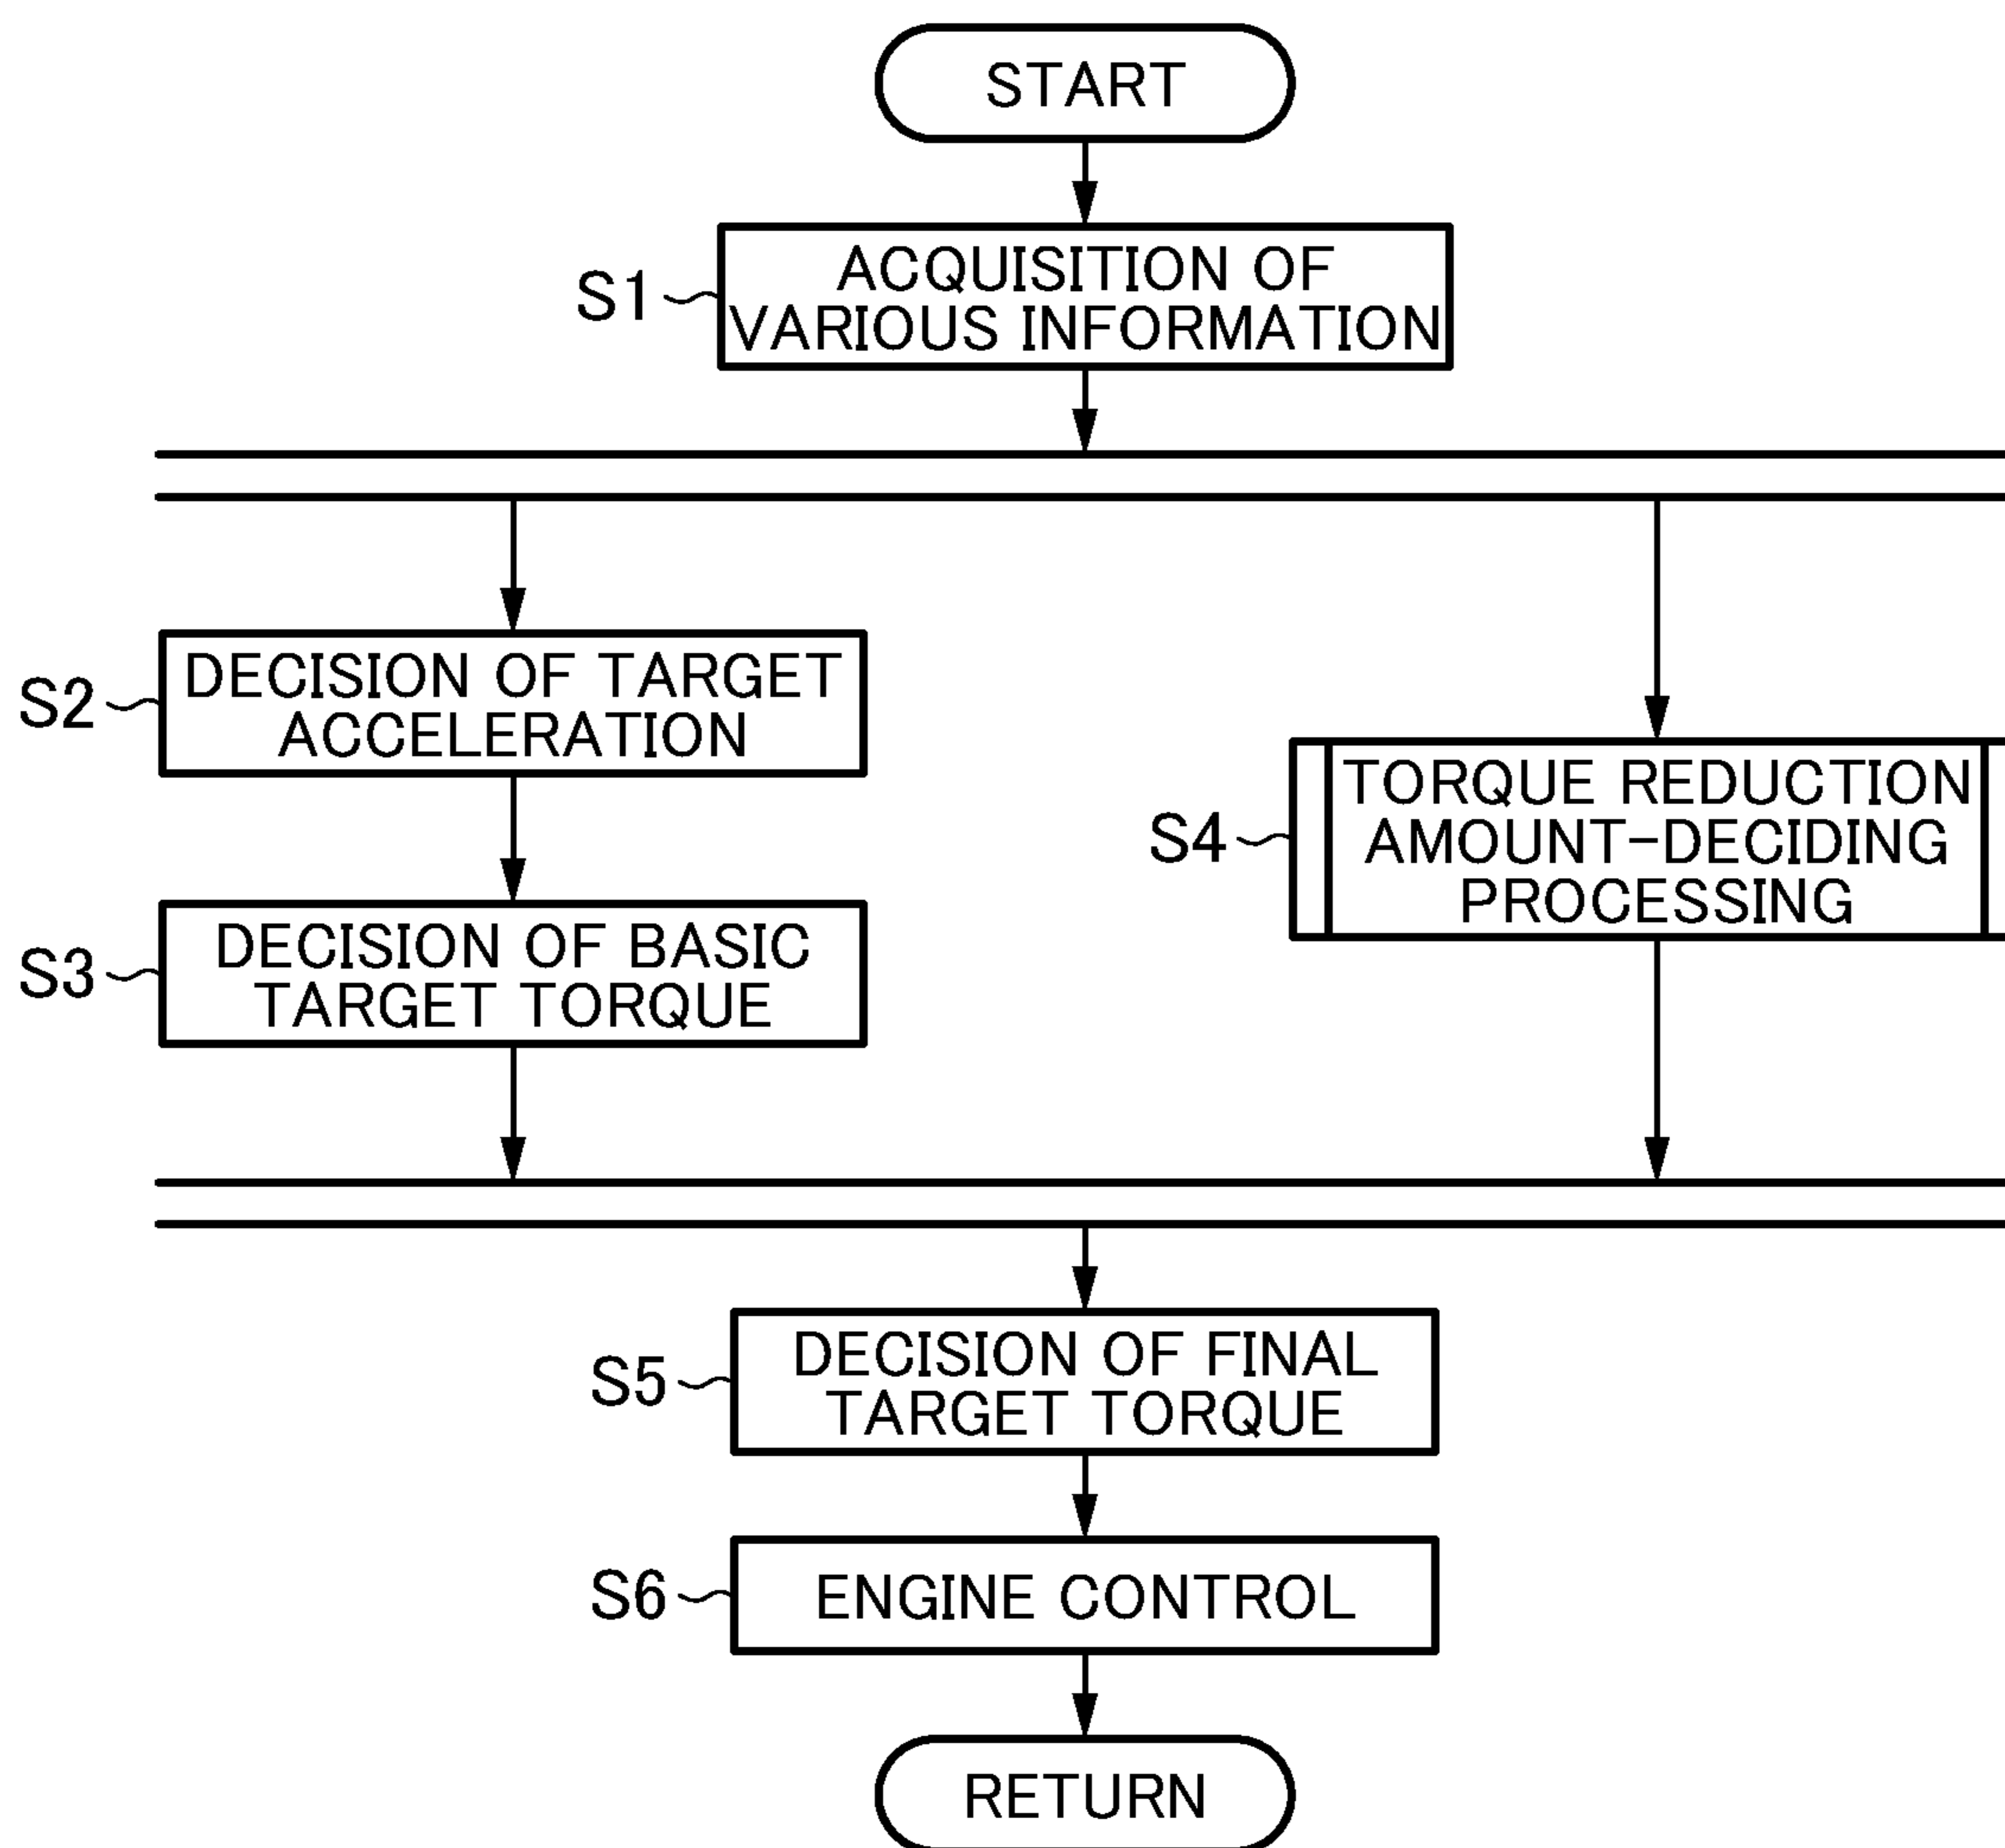 START
S1
ACQUISITION OF
VARIOUS INFORMATION
S2
DECISION OF TARGET
ACCELERATION
S3
DECISION OF BASIC
TARGET TORQUE
S4
TORQUE REDUCTION
AMOUNT-DECIDING
PROCESSING
S5
DECISION OF FINAL
TARGET TORQUE
S6
ENGINE CONTROL
RETURN